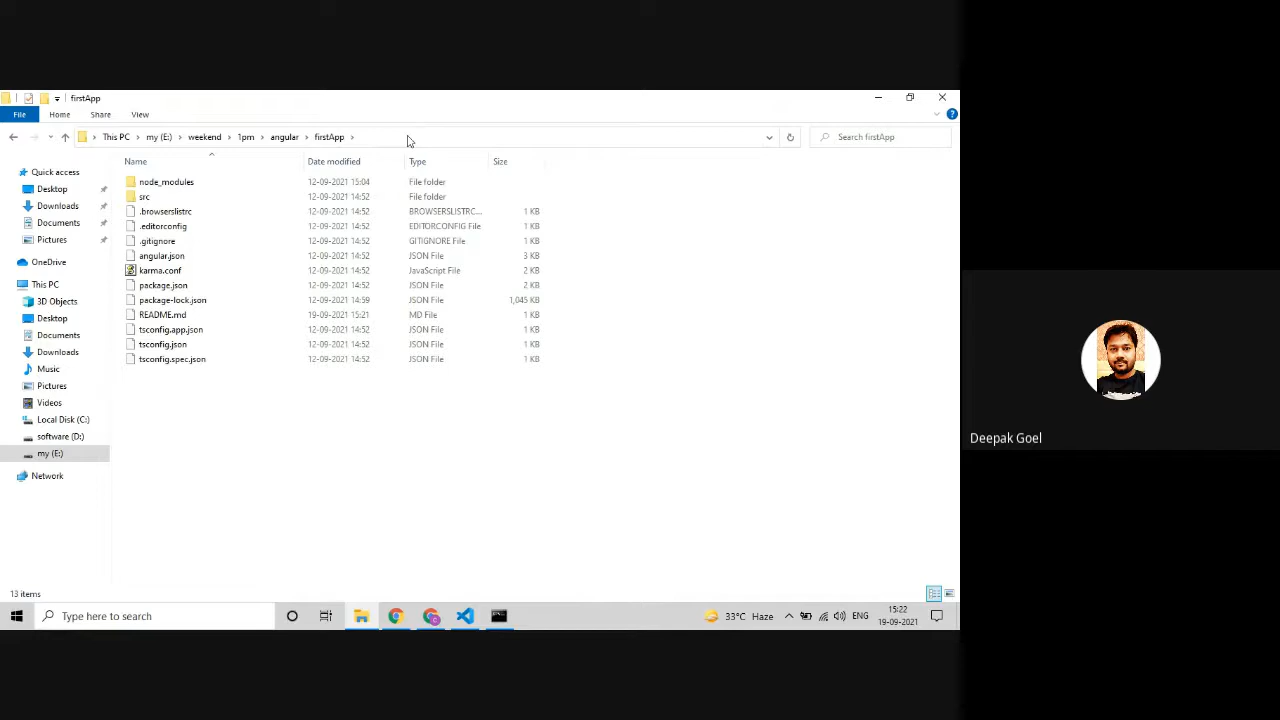 firstApp
File Home Share View
This PC my (E:) weekend 1pm angular firstApp Search firstApp
Name Date modified Type Size
Quick access
Desktop
Downloads
Documents
Pictures
OneDrive
This PC
3D Objects
Desktop
Documents
Downloads
Music
Pictures
Videos
Local Disk (C:)
software (D:)
my (E:)
Network
node_modules 12-09-2021 15:04 File folder
src 12-09-2021 14:52 File folder
.browserslistrc 12-09-2021 14:52 BROWSERSLISTRC... 1 KB
.editorconfig 12-09-2021 14:52 EDITORCONFIG File 1 KB
.gitignore 12-09-2021 14:52 GITIGNORE File 1 KB
angular.json 12-09-2021 14:52 JSON File 3 KB
karma.conf 12-09-2021 14:52 JavaScript File 2 KB
package.json 12-09-2021 14:52 JSON File 2 KB
package-lock.json 12-09-2021 14:59 JSON File 1,045 KB
README.md 19-09-2021 15:21 MD File 1 KB
tsconfig.app.json 12-09-2021 14:52 JSON File 1 KB
tsconfig.json 12-09-2021 14:52 JSON File 1 KB
tsconfig.spec.json 12-09-2021 14:52 JSON File 1 KB
13 items
Type here to search
33°C Haze
ENG
15:22
19-09-2021
Deepak Goel